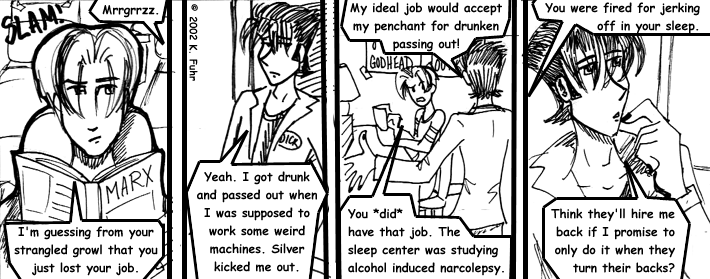 SLAM!
Mrrgrrzz.
MARX
I'm guessing from your
strangled growl that you
just lost your job.
© 2002 K. Fuhr
DICK
Yeah. I got drunk
and passed out when
I was supposed to
work some weird
machines. Silver
kicked me out.
My ideal job would accept
my penchant for drunken
passing out!
GODHEAD
You *did*
have that job. The
sleep center was studying
alcohol induced narcolepsy.
You were fired for jerking
off in your sleep.
Think they'll hire me
back if I promise to
only do it when they
turn their backs?